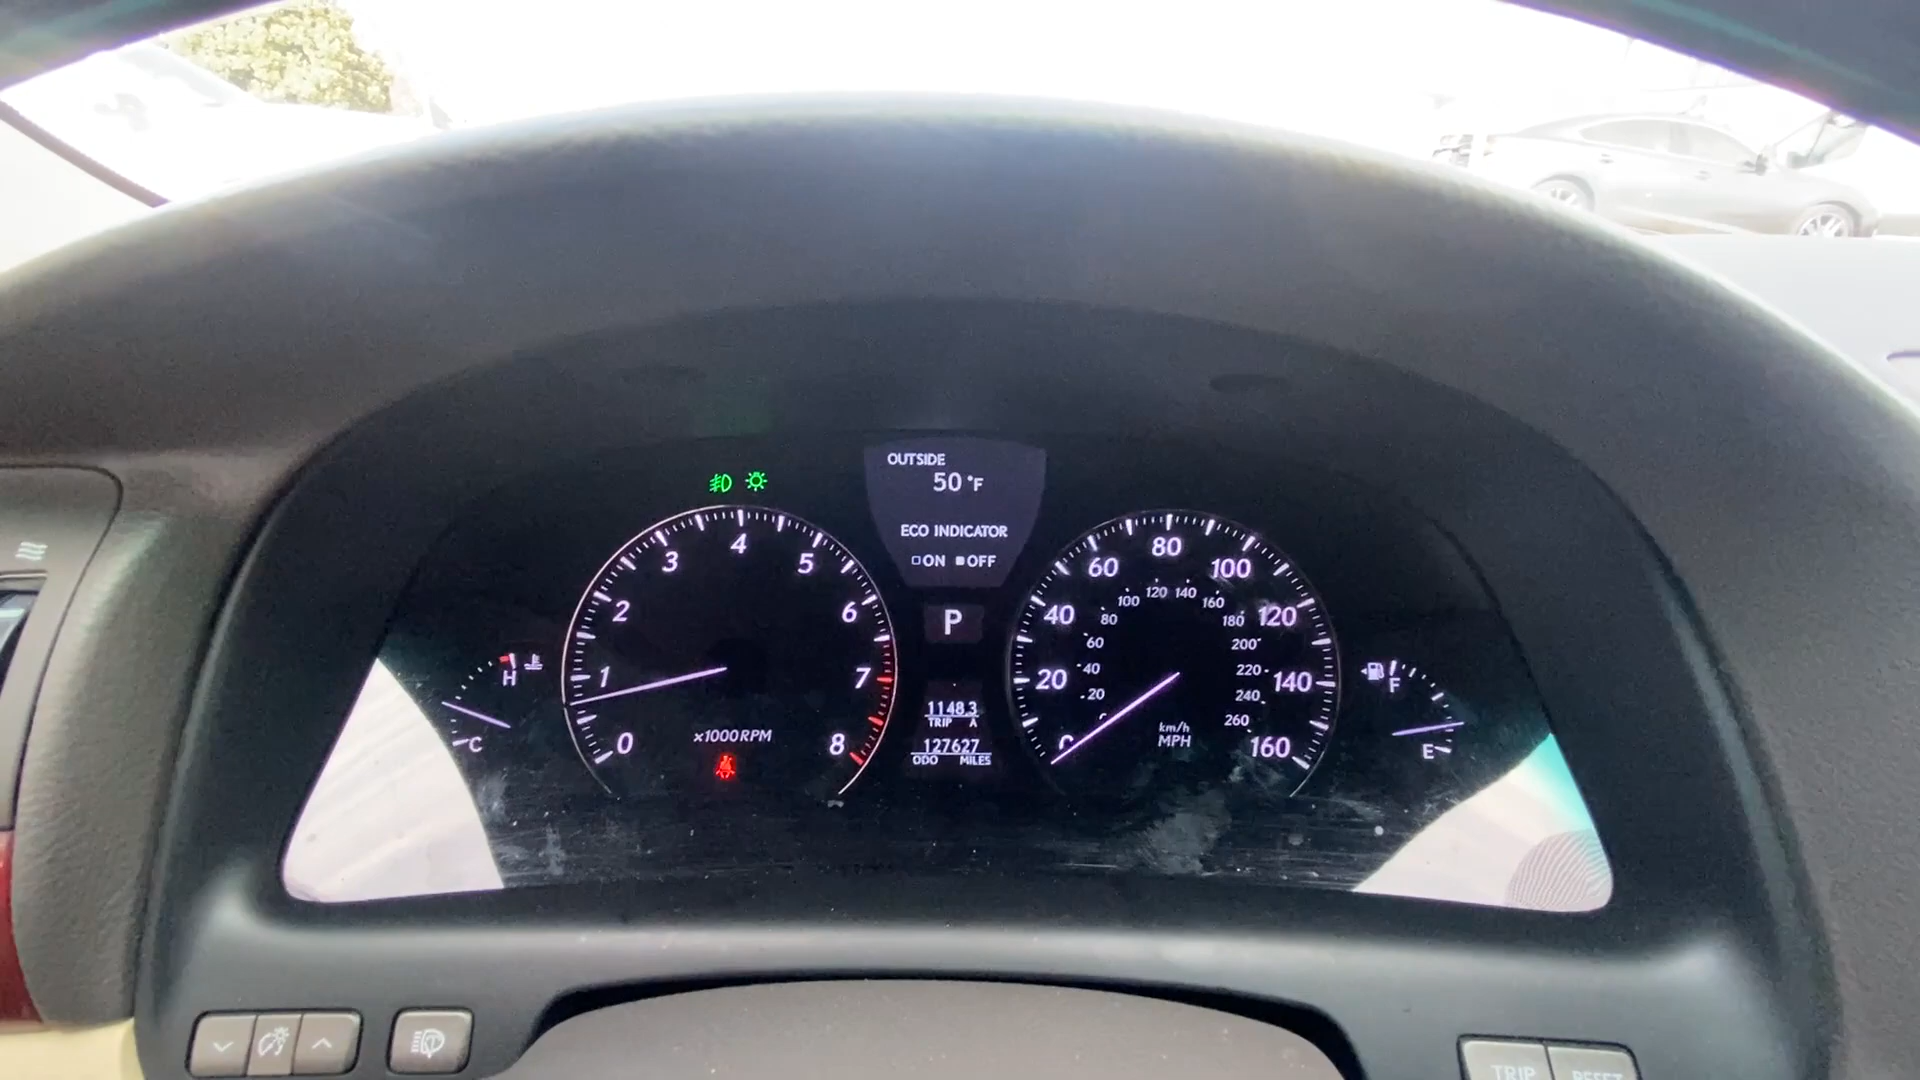 OUTSIDE
50 °F
ECO INDICATOR
ON OFF
P
1148.3
TRIP A
127627
ODO MILES
H
C
0
1
2
3
4
5
6
7
8
×1000RPM
20
40
60
80
100
120
140
160
20
40
60
80
100
120
140
160
180
200
220
240
260
km/h
MPH
F
E
TRIP
RESET